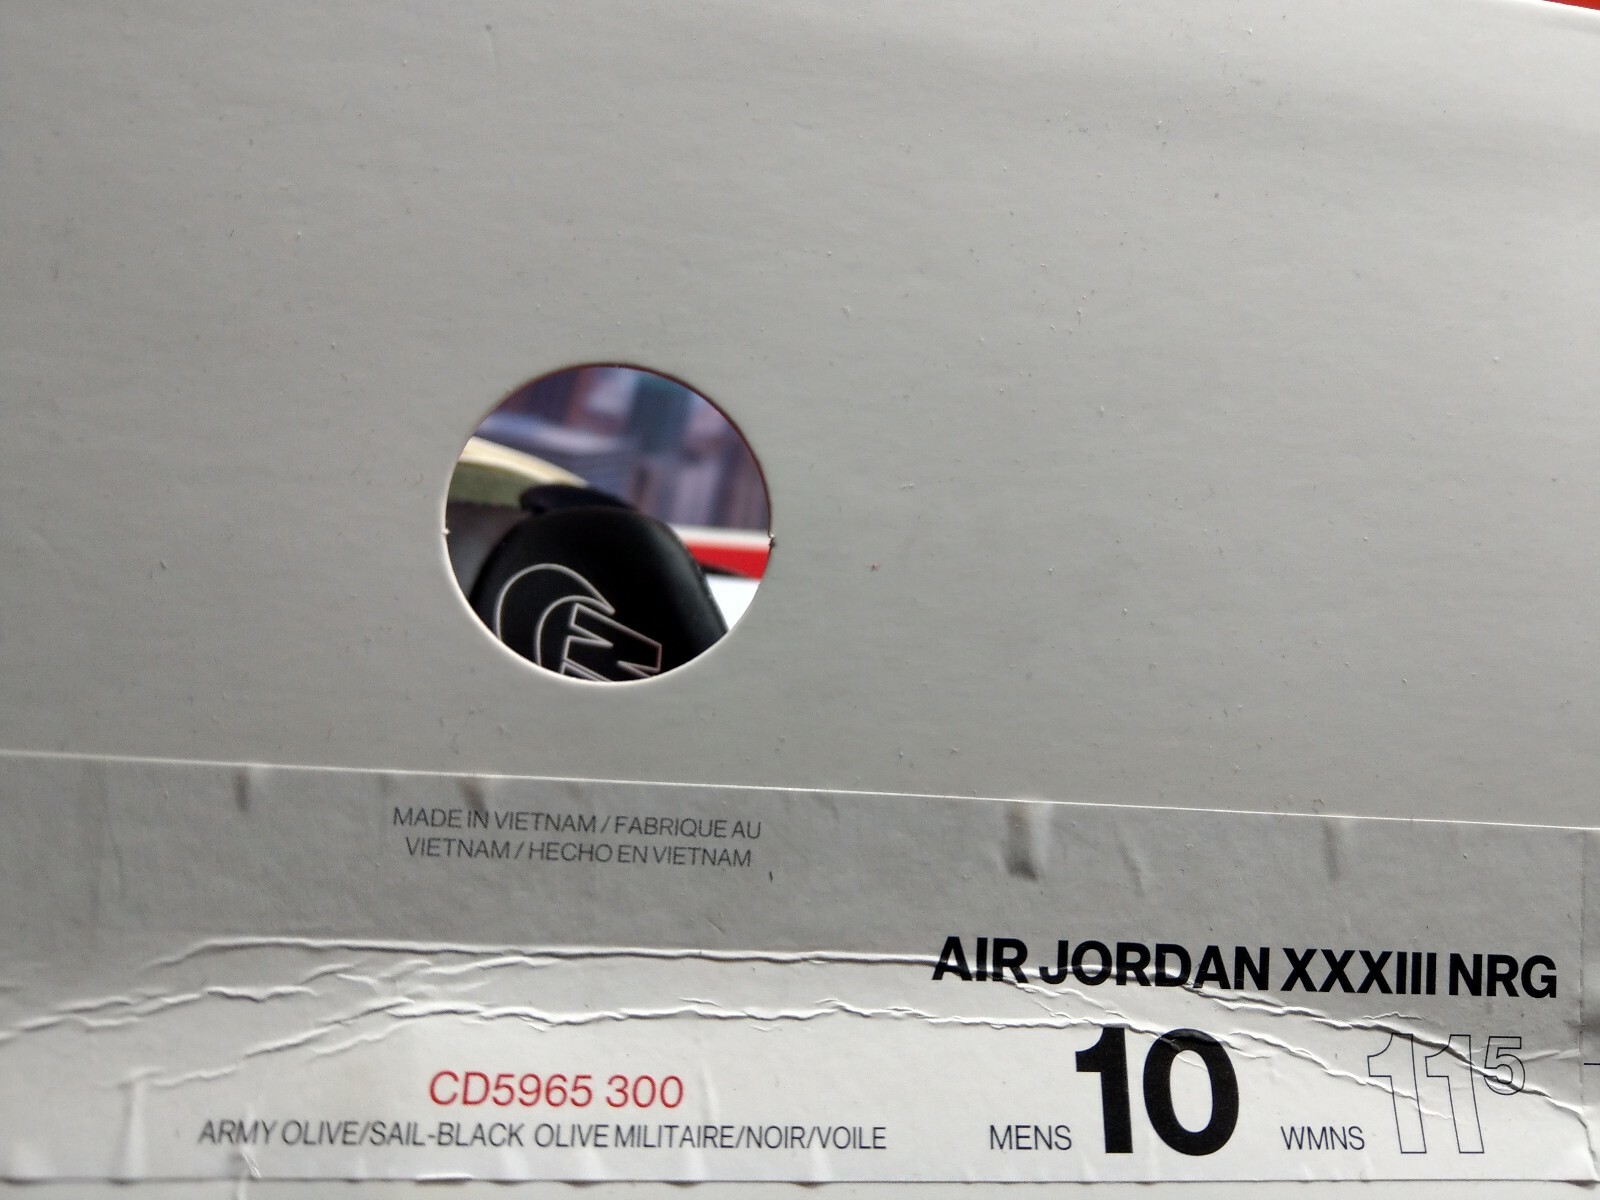 MADE IN VIETNAM / FABRIQUE AU
VIETNAM / HECHO EN VIETNAM
AIR JORDAN XXXIII NRG
CD5965 300
ARMY OLIVE/SAIL-BLACK OLIVE MILITAIRE/NOIR/VOILE
MENS 10 WMNS 11 5